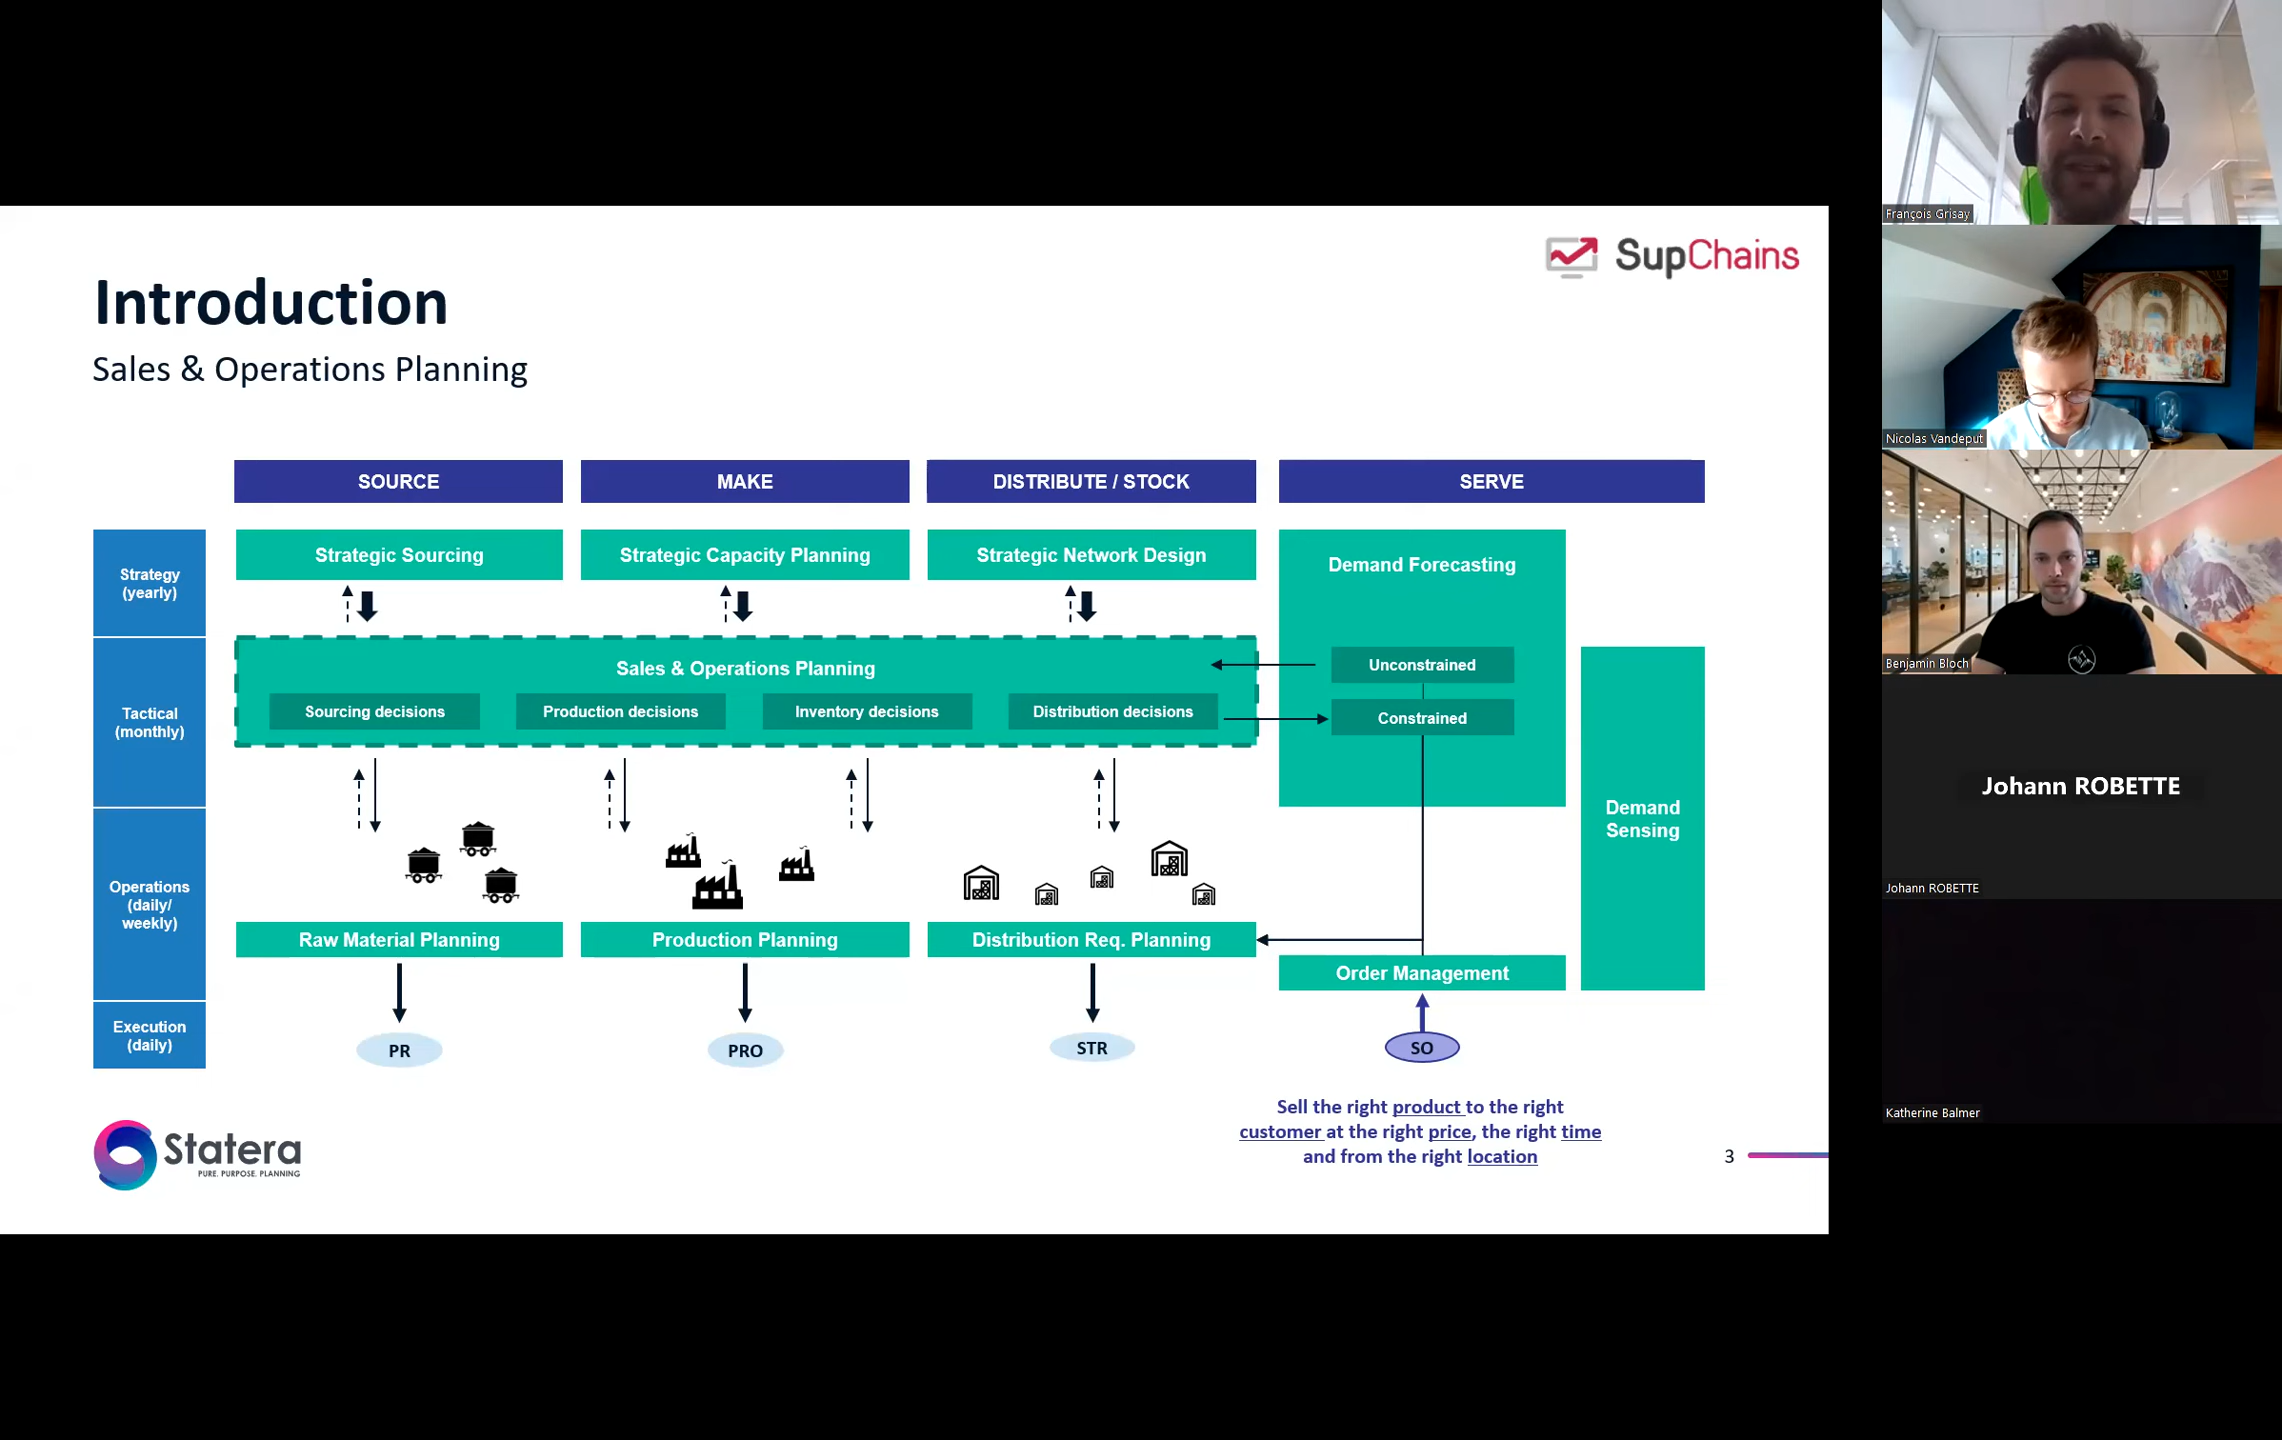 SupChains
Introduction
Sales & Operations Planning
SOURCE
MAKE
DISTRIBUTE / STOCK
SERVE
Strategy
(yearly)
Strategic Sourcing
Strategic Capacity Planning
Strategic Network Design
Demand Forecasting
Tactical
(monthly)
Sales & Operations Planning
Sourcing decisions
Production decisions
Inventory decisions
Distribution decisions
Unconstrained
Constrained
Demand
Sensing
Operations
(daily/
weekly)
Raw Material Planning
Production Planning
Distribution Req. Planning
Order Management
Execution
(daily)
PR
PRO
STR
SO
Sell the right product to the right
customer at the right price, the right time
and from the right location
Statera
PURE. PURPOSE. PLANNING
3
François Grisay
Nicolas Vandeput
Benjamin Bloch
Johann ROBETTE
Johann ROBETTE
Katherine Balmer